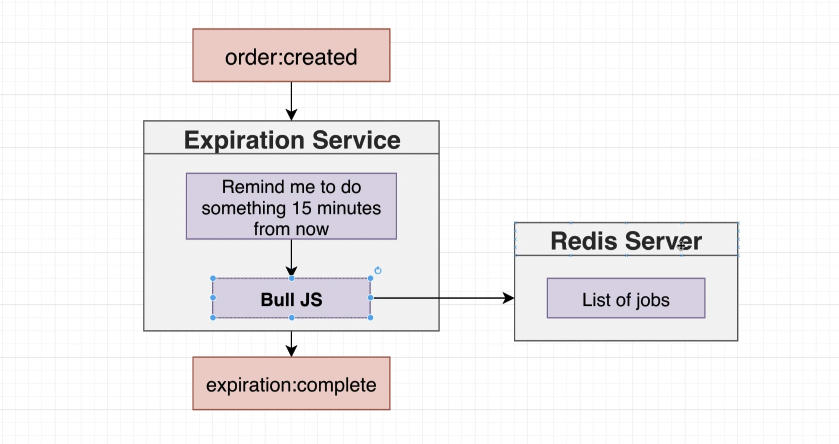 order:created
Expiration Service
Remind me to do
something 15 minutes
from now
Bull JS
Redis Server
List of jobs
expiration:complete